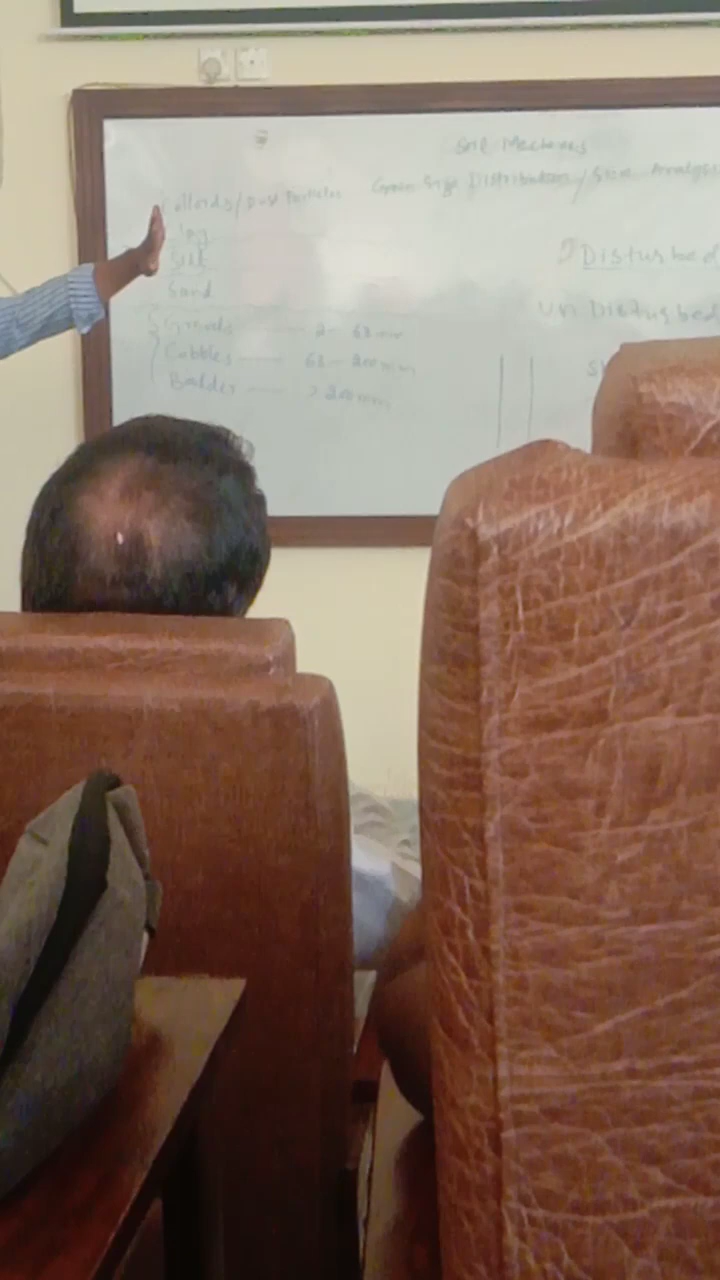 Soil Mechanics
Colloids/Dust Particles Grain Size Distribution/Sieve Analysis
Clay
Silt
Sand
Disturbed
Un Disturbed
Gravels 2 - 63 mm
Cobbles 63 - 200 mm
Boulder > 200 mm